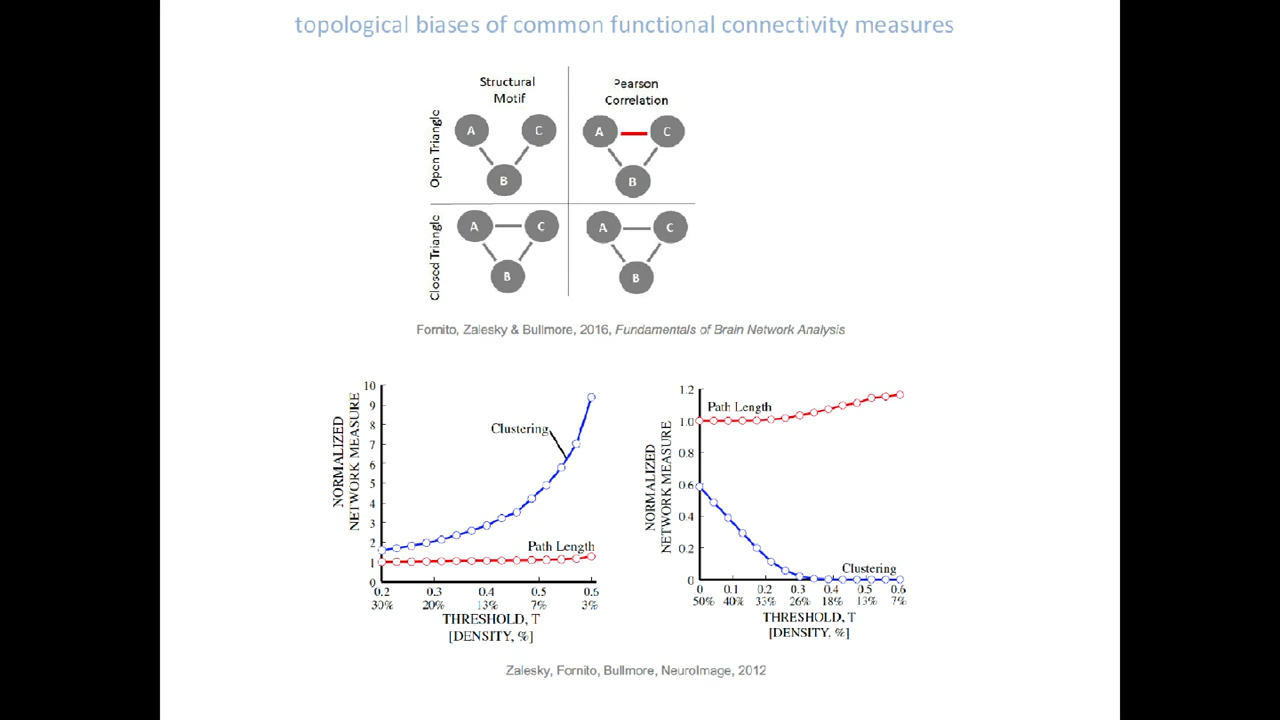 topological biases of common functional connectivity measures
Structural
Motif
Pearson
Correlation
Open Triangle
A
C
B
A
C
B
Closed Triangle
A
C
B
A
C
B
Fornito, Zalesky & Bullmore, 2016, Fundamentals of Brain Network Analysis
NORMALIZED
NETWORK MEASURE
10
9
8
7
6
5
4
3
2
1
0
Clustering
Path Length
0.2 0.3 0.4 0.5 0.6
30% 20% 13% 7% 3%
THRESHOLD, T
[DENSITY, %]
NORMALIZED
NETWORK MEASURE
1.2
1.0
0.8
0.6
0.4
0.2
0
Path Length
Clustering
0 0.1 0.2 0.3 0.4 0.5 0.6
50% 40% 33% 26% 18% 13% 7%
THRESHOLD, T
[DENSITY, %]
Zalesky, Fornito, Bullmore, NeuroImage, 2012